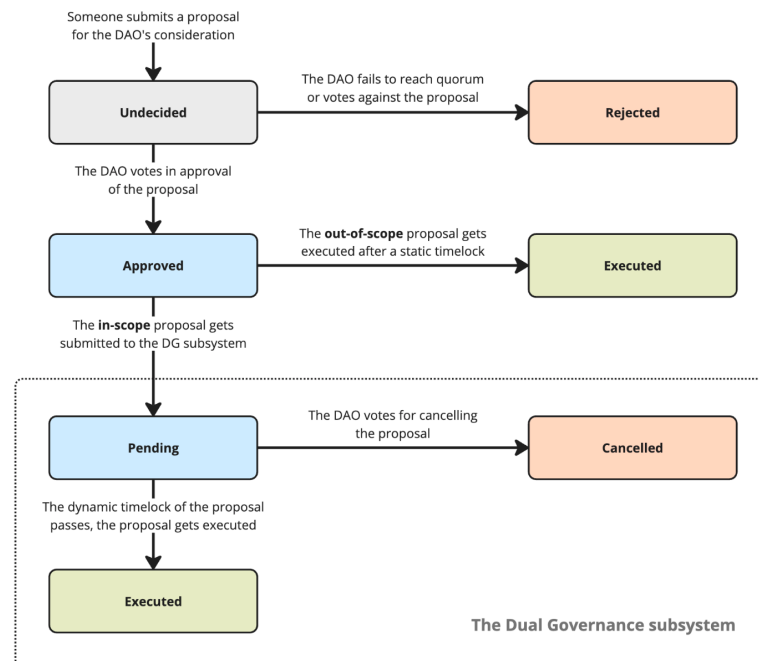 Someone submits a proposal
for the DAO's consideration
Undecided
The DAO fails to reach quorum
or votes against the proposal
Rejected
The DAO votes in approval
of the proposal
Approved
The out-of-scope proposal gets
executed after a static timelock
Executed
The in-scope proposal gets
submitted to the DG subsystem
Pending
The DAO votes for cancelling
the proposal
Cancelled
The dynamic timelock of the proposal
passes, the proposal gets executed
Executed
The Dual Governance subsystem